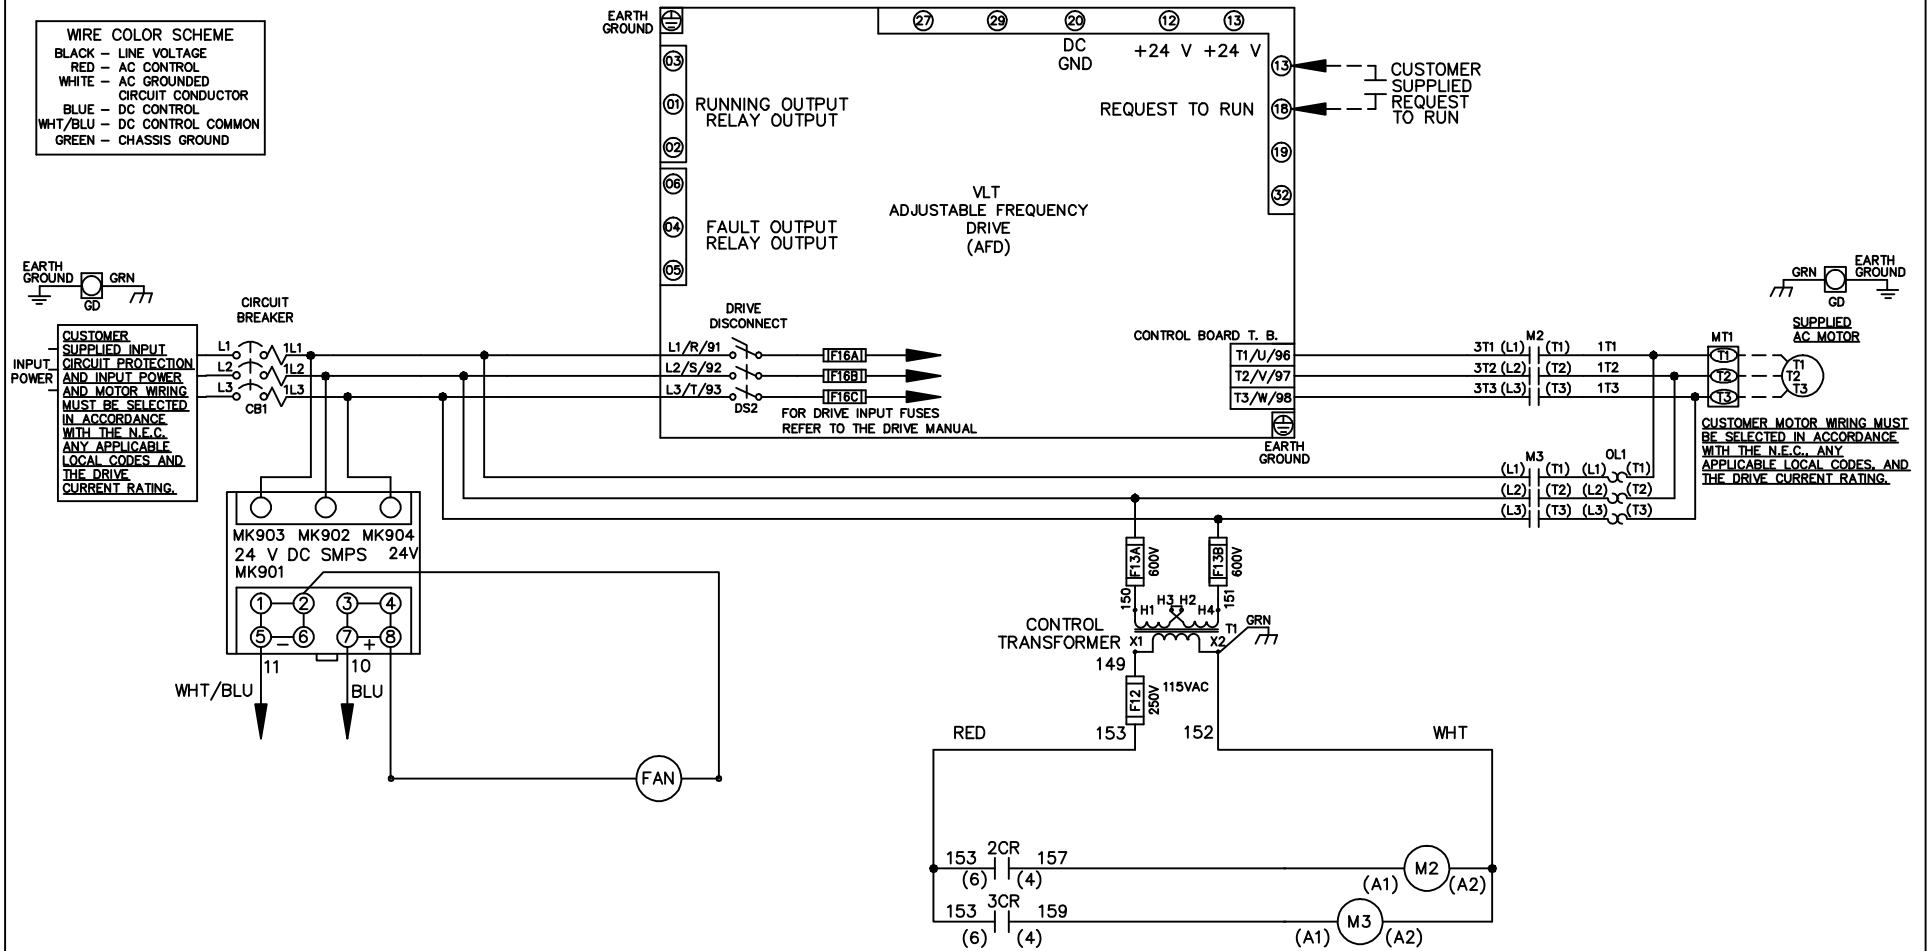 WIRE COLOR SCHEME
BLACK – LINE VOLTAGE
RED – AC CONTROL
WHITE – AC GROUNDED
CIRCUIT CONDUCTOR
BLUE – DC CONTROL
WHT/BLU – DC CONTROL COMMON
GREEN – CHASSIS GROUND
EARTH
GROUND
27 29 20 12 13
DC
GND
+24 V +24 V
03
01
02
RUNNING OUTPUT
RELAY OUTPUT
06
04
05
FAULT OUTPUT
RELAY OUTPUT
13
18
19
32
REQUEST TO RUN
CUSTOMER
SUPPLIED
REQUEST
TO RUN
VLT
ADJUSTABLE FREQUENCY
DRIVE
(AFD)
EARTH
GROUND
GRN
GD
CIRCUIT
BREAKER
INPUT
POWER
CUSTOMER
SUPPLIED INPUT
CIRCUIT PROTECTION
AND INPUT POWER
AND MOTOR WIRING
MUST BE SELECTED
IN ACCORDANCE
WITH THE N.E.C.
ANY APPLICABLE
LOCAL CODES AND
THE DRIVE
CURRENT RATING.
L1 1L1
L2 1L2
L3 1L3
CB1
DRIVE
DISCONNECT
L1/R/91
L2/S/92
L3/T/93
DS2
F16A
F16B
F16C
FOR DRIVE INPUT FUSES
REFER TO THE DRIVE MANUAL
CONTROL BOARD T. B.
T1/U/96
T2/V/97
T3/W/98
EARTH
GROUND
M2
3T1 (L1) (T1) 1T1
3T2 (L2) (T2) 1T2
3T3 (L3) (T3) 1T3
MT1
T1
T2
T3
GRN
GD
EARTH
GROUND
SUPPLIED
AC MOTOR
T1
T2
T3
CUSTOMER MOTOR WIRING MUST
BE SELECTED IN ACCORDANCE
WITH THE N.E.C., ANY
APPLICABLE LOCAL CODES, AND
THE DRIVE CURRENT RATING.
M3 OL1
(L1) (T1) (L1) (T1)
(L2) (T2) (L2) (T2)
(L3) (T3) (L3) (T3)
MK903 MK902 MK904
24 V DC SMPS 24V
MK901
1 2 3 4
5 – 6 7 + 8
11 10
WHT/BLU BLU
FAN
F13A 600V
F13B 600V
150 151
H1 H3 H2 H4
CONTROL
TRANSFORMER
X1 X2
T1
GRN
149
F12 250V
115VAC
153 152
RED WHT
153 2CR 157
(6) (4)
M2
(A1) (A2)
153 3CR 159
(6) (4)
M3
(A1) (A2)